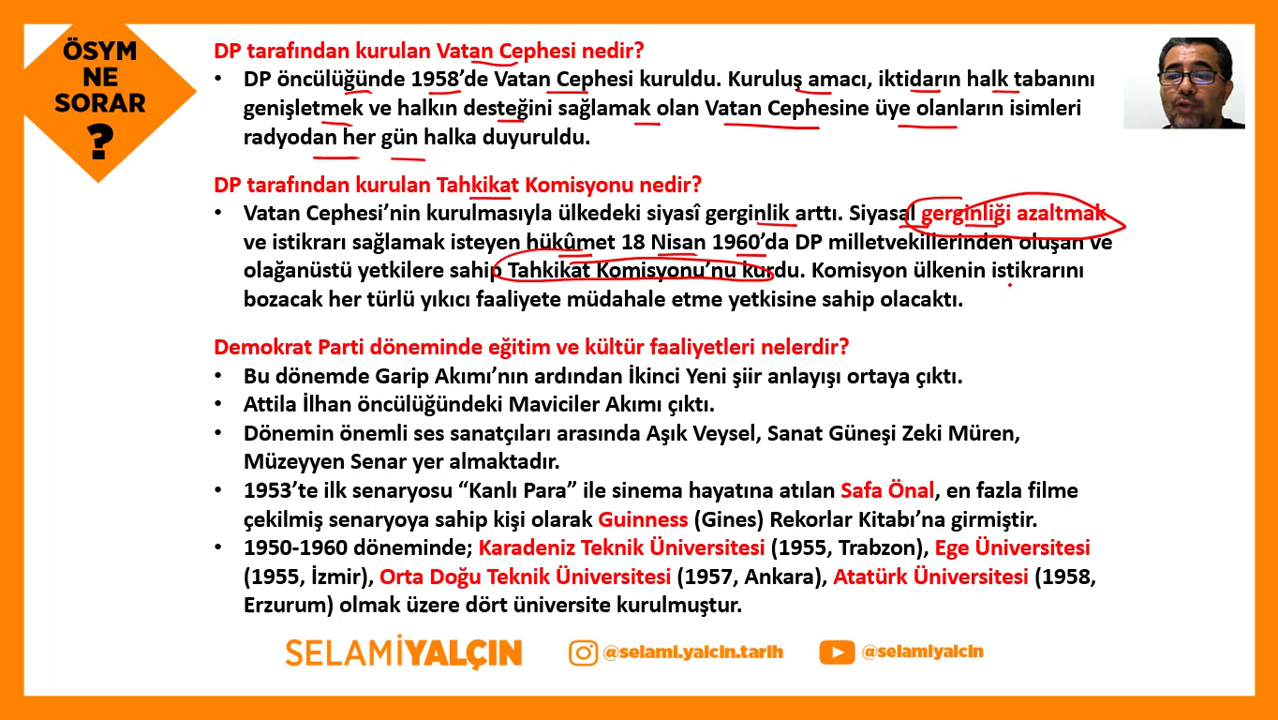 ÖSYM
NE
SORAR
?
DP tarafından kurulan Vatan Cephesi nedir?
• DP öncülüğünde 1958’de Vatan Cephesi kuruldu. Kuruluş amacı, iktidarın halk tabanını
genişletmek ve halkın desteğini sağlamak olan Vatan Cephesine üye olanların isimleri
radyodan her gün halka duyuruldu.
DP tarafından kurulan Tahkikat Komisyonu nedir?
• Vatan Cephesi’nin kurulmasıyla ülkedeki siyasî gerginlik arttı. Siyasal gerginliği azaltmak
ve istikrarı sağlamak isteyen hükûmet 18 Nisan 1960’da DP milletvekillerinden oluşan ve
olağanüstü yetkilere sahip Tahkikat Komisyonu’nu kurdu. Komisyon ülkenin istikrarını
bozacak her türlü yıkıcı faaliyete müdahale etme yetkisine sahip olacaktı.
Demokrat Parti döneminde eğitim ve kültür faaliyetleri nelerdir?
• Bu dönemde Garip Akımı’nın ardından İkinci Yeni şiir anlayışı ortaya çıktı.
• Attila İlhan öncülüğündeki Maviciler Akımı çıktı.
• Dönemin önemli ses sanatçıları arasında Aşık Veysel, Sanat Güneşi Zeki Müren,
Müzeyyen Senar yer almaktadır.
• 1953’te ilk senaryosu “Kanlı Para” ile sinema hayatına atılan Safa Önal, en fazla filme
çekilmiş senaryoya sahip kişi olarak Guinness (Gines) Rekorlar Kitabı’na girmiştir.
• 1950-1960 döneminde; Karadeniz Teknik Üniversitesi (1955, Trabzon), Ege Üniversitesi
(1955, İzmir), Orta Doğu Teknik Üniversitesi (1957, Ankara), Atatürk Üniversitesi (1958,
Erzurum) olmak üzere dört üniversite kurulmuştur.
SELAMİYALÇIN @selami.yalcin.tarih @selamiyalcin